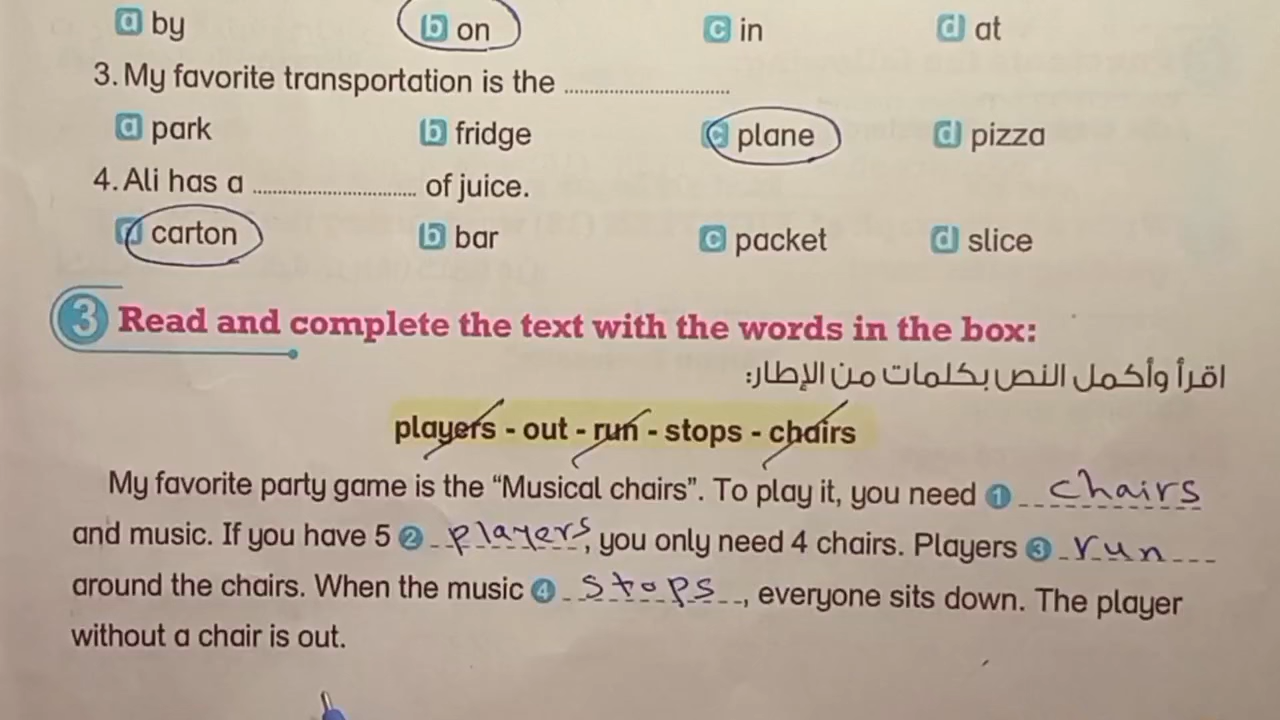 a by b on c in d at
3. My favorite transportation is the ..............................
a park b fridge c plane d pizza
4. Ali has a .............................. of juice.
a carton b bar c packet d slice
3 Read and complete the text with the words in the box:
اقرأ وأكمل النص بكلمات من الإطار:
players - out - run - stops - chairs
My favorite party game is the “Musical chairs”. To play it, you need 1 chairs
and music. If you have 5 2 players, you only need 4 chairs. Players 3 run
around the chairs. When the music 4 stops, everyone sits down. The player
without a chair is out.